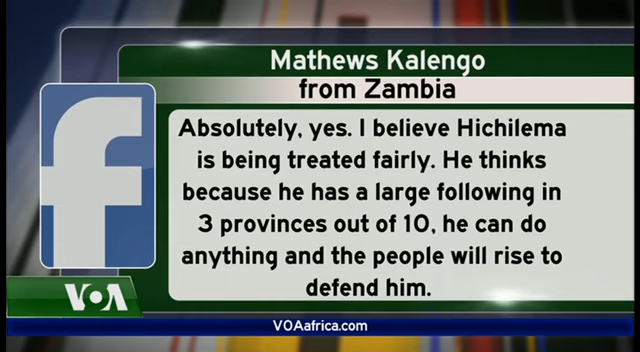 Mathews Kalengo
from Zambia
Absolutely, yes. I believe Hichilema
is being treated fairly. He thinks
because he has a large following in
3 provinces out of 10, he can do
anything and the people will rise to
defend him.
f
VOA
VOAafrica.com